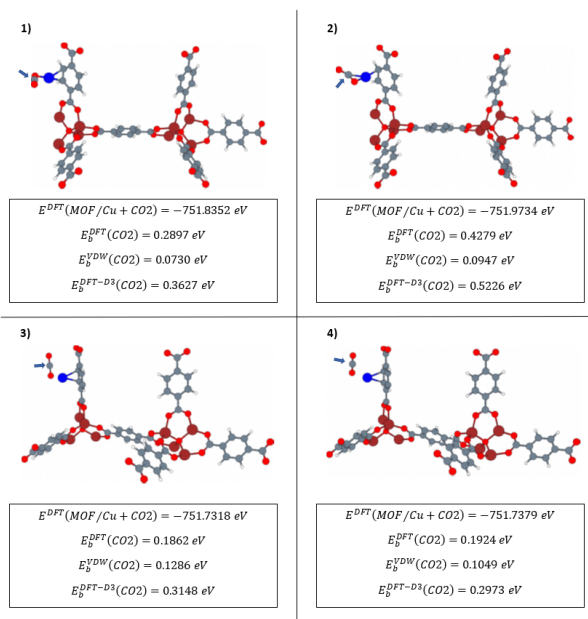 1)
E^{DFT}(MOF/Cu + CO2) = −751.8352 eV
E_b^{DFT}(CO2) = 0.2897 eV
E_b^{VDW}(CO2) = 0.0730 eV
E_b^{DFT−D3}(CO2) = 0.3627 eV
2)
E^{DFT}(MOF/Cu + CO2) = −751.9734 eV
E_b^{DFT}(CO2) = 0.4279 eV
E_b^{VDW}(CO2) = 0.0947 eV
E_b^{DFT−D3}(CO2) = 0.5226 eV
3)
E^{DFT}(MOF/Cu + CO2) = −751.7318 eV
E_b^{DFT}(CO2) = 0.1862 eV
E_b^{VDW}(CO2) = 0.1286 eV
E_b^{DFT−D3}(CO2) = 0.3148 eV
4)
E^{DFT}(MOF/Cu + CO2) = −751.7379 eV
E_b^{DFT}(CO2) = 0.1924 eV
E_b^{VDW}(CO2) = 0.1049 eV
E_b^{DFT−D3}(CO2) = 0.2973 eV